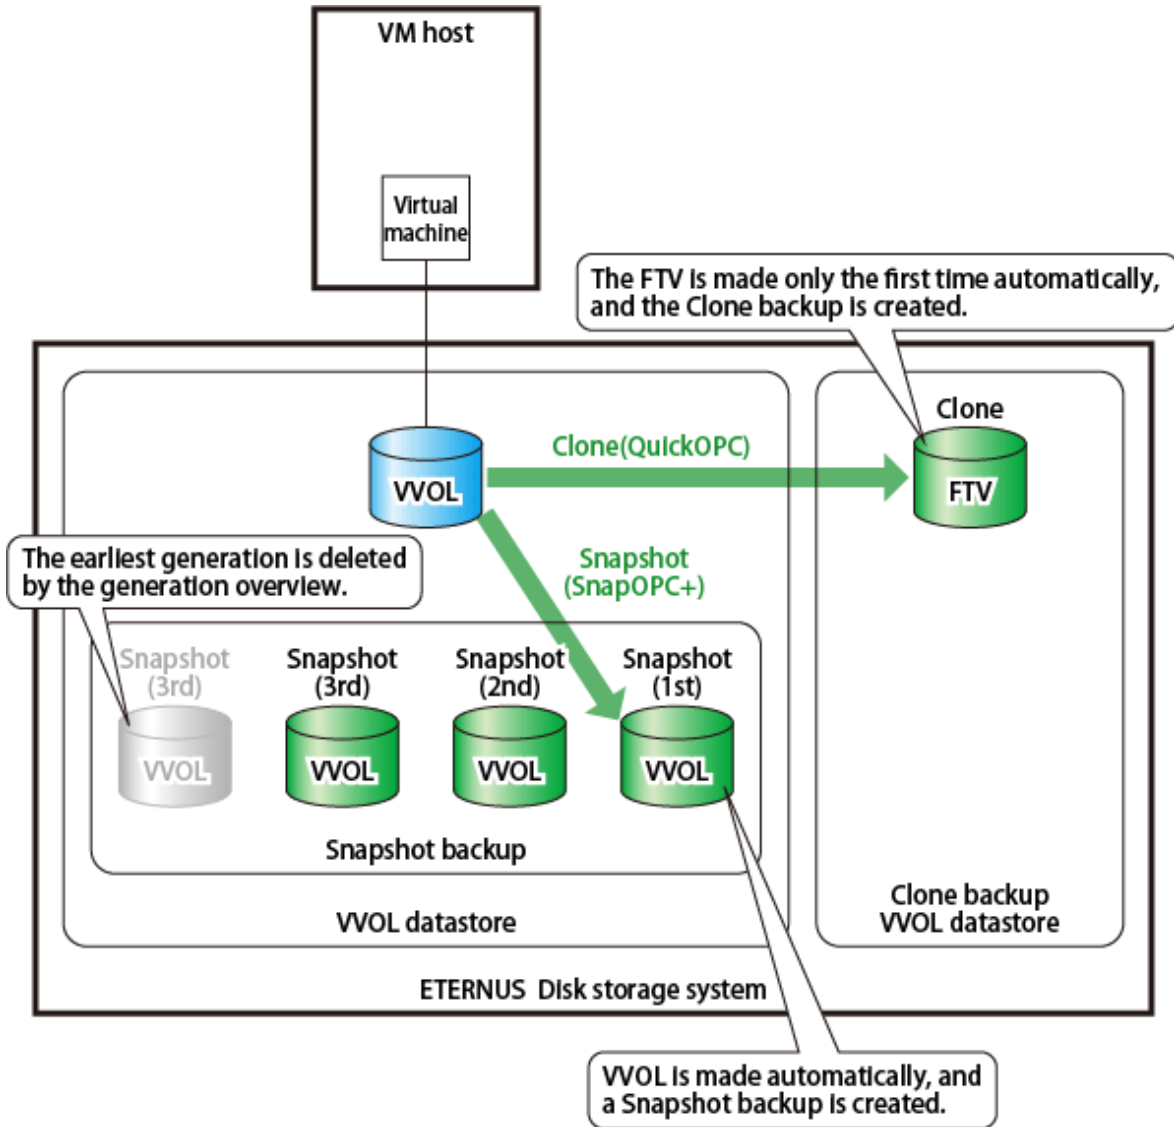 VM host
Virtual
machine
The FTV is made only the first time automatically,
and the Clone backup is created.
Clone
Clone(QuickOPC)
VVOL
FTV
The earliest generation is deleted
by the generation overview.
Snapshot
(SnapOPC+)
Snapshot
(3rd)
Snapshot
(3rd)
Snapshot
(2nd)
Snapshot
(1st)
VVOL
VVOL
VVOL
VVOL
Snapshot backup
VVOL datastore
Clone backup
VVOL datastore
ETERNUS Disk storage system
VVOL is made automatically, and
a Snapshot backup is created.